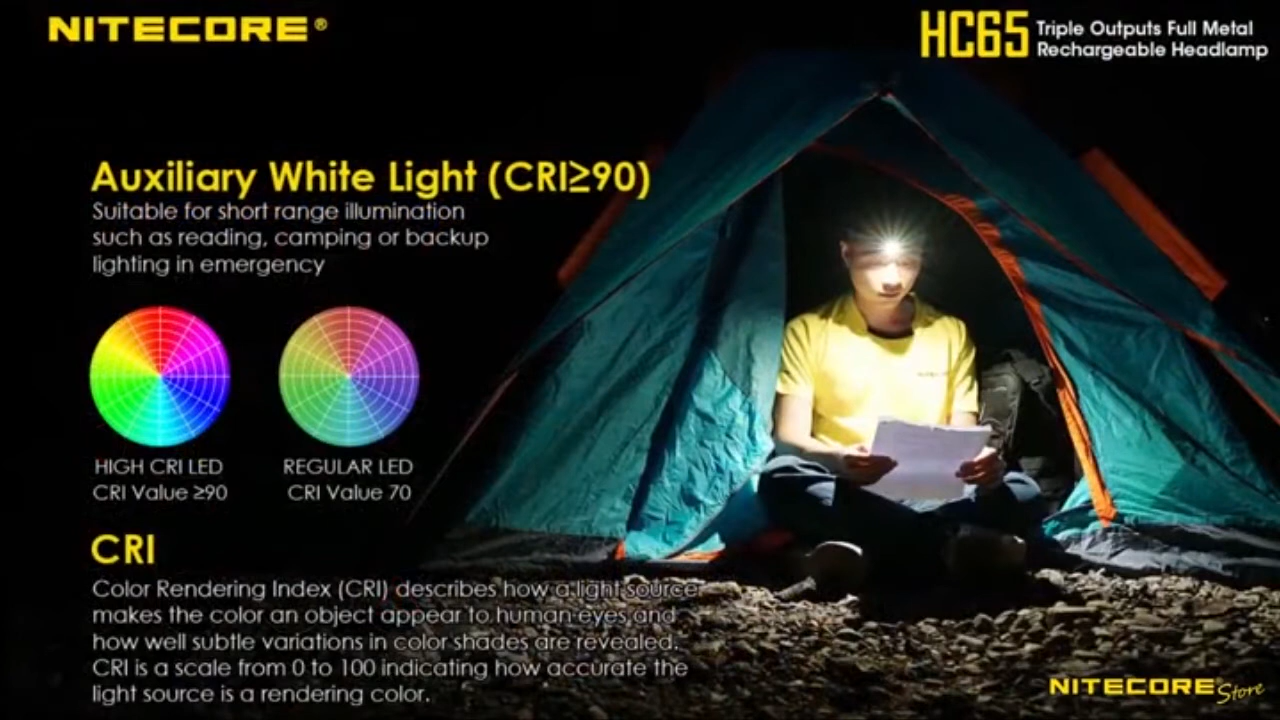 NITECORE®
HC65 Triple Outputs Full Metal
Rechargeable Headlamp
Auxiliary White Light (CRI≥90)
Suitable for short range illumination
such as reading, camping or backup
lighting in emergency
HIGH CRI LED
CRI Value ≥90
REGULAR LED
CRI Value 70
CRI
Color Rendering Index (CRI) describes how a light source
makes the color an object appear to human eyes and
how well subtle variations in color shades are revealed.
CRI is a scale from 0 to 100 indicating how accurate the
light source is a rendering color.
NITECORE Store